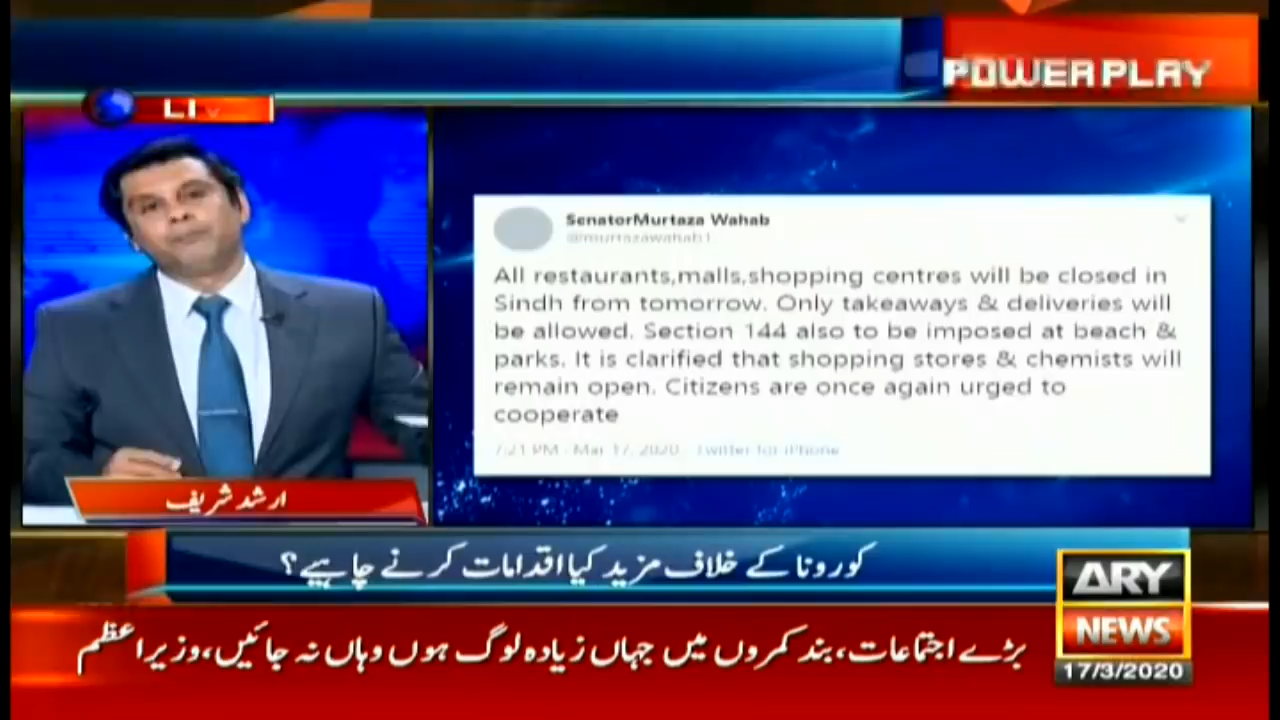 POWERPLAY
LIV
SenatorMurtaza Wahab
@murtazawahab1
All restaurants,malls,shopping centres will be closed in
Sindh from tomorrow. Only takeaways & deliveries will
be allowed. Section 144 also to be imposed at beach &
parks. It is clarified that shopping stores & chemists will
remain open. Citizens are once again urged to
cooperate
7:21 PM · Mar 17, 2020 · Twitter for iPhone
ارشد شریف
کورونا کے خلاف مزید کیا اقدامات کرنے چاہیے؟
بڑے اجتماعات، بند کمروں میں جہاں زیادہ لوگ ہوں وہاں نہ جائیں، وزیراعظم
ARY
NEWS
17/3/2020